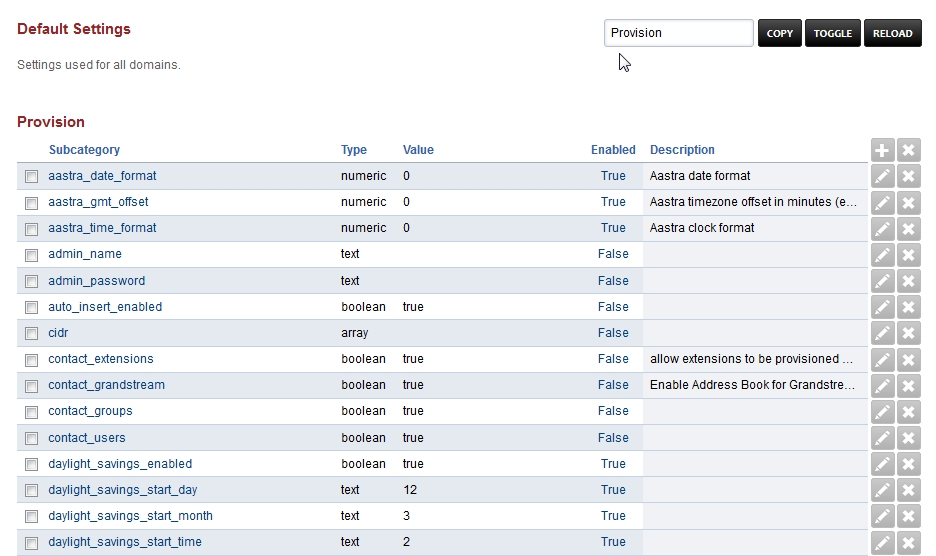 Default Settings
Provision COPY TOGGLE RELOAD
Settings used for all domains.
Provision
Subcategory Type Value Enabled Description
aastra_date_format numeric 0 True Aastra date format
aastra_gmt_offset numeric 0 True Aastra timezone offset in minutes (e...
aastra_time_format numeric 0 True Aastra clock format
admin_name text False
admin_password text False
auto_insert_enabled boolean true False
cidr array False
contact_extensions boolean true False allow extensions to be provisioned ...
contact_grandstream boolean true False Enable Address Book for Grandstre...
contact_groups boolean true False
contact_users boolean true False
daylight_savings_enabled boolean true True
daylight_savings_start_day text 12 True
daylight_savings_start_month text 3 True
daylight_savings_start_time text 2 True